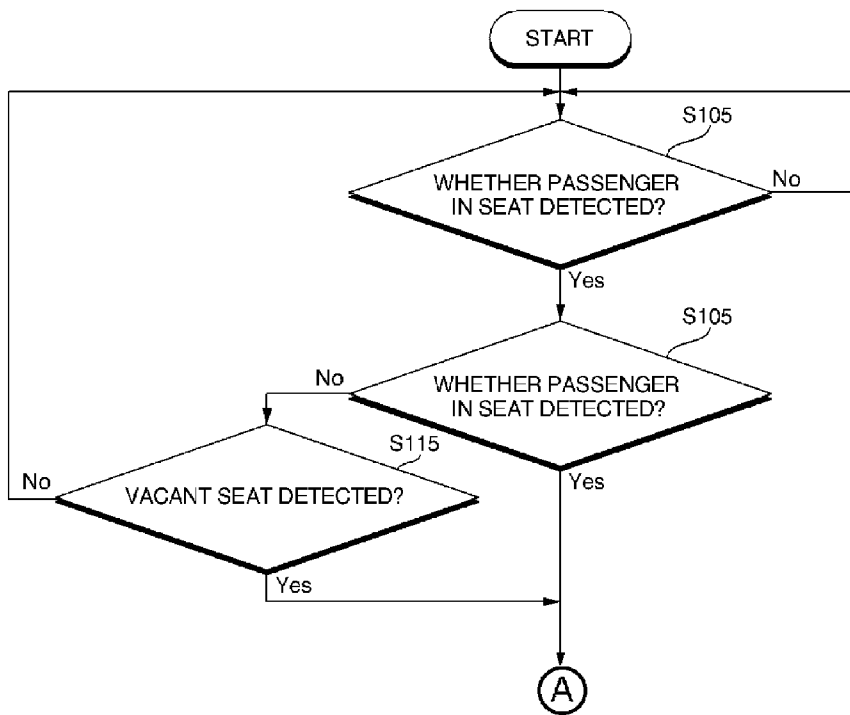 START
S105
WHETHER PASSENGER
IN SEAT DETECTED?
No
Yes
S105
WHETHER PASSENGER
IN SEAT DETECTED?
No
Yes
S115
VACANT SEAT DETECTED?
No
Yes
A